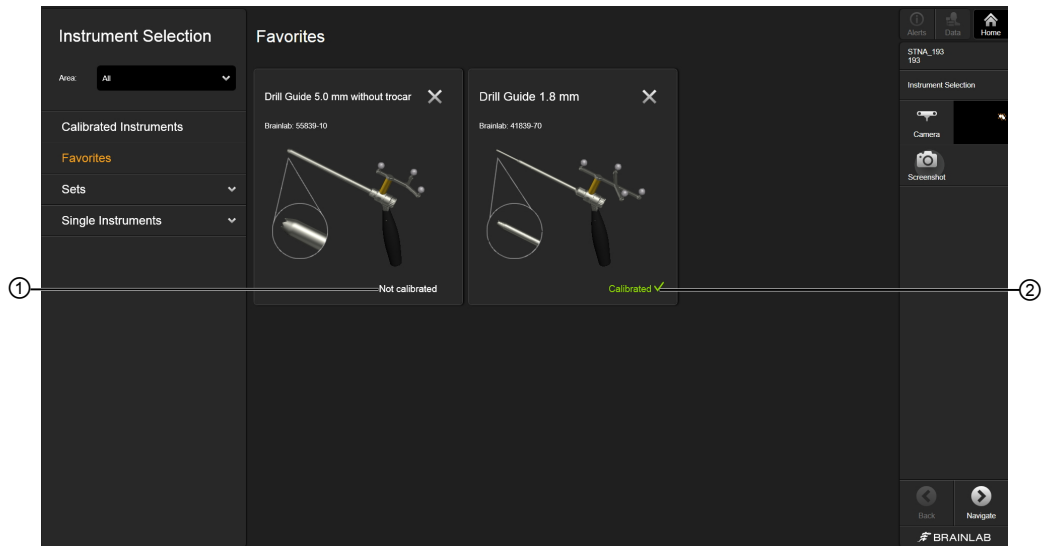 Instrument Selection
Area:
All
Calibrated Instruments
Favorites
Sets
Single Instruments
Favorites
Drill Guide 5.0 mm without trocar
Brainlab: 55839-10
Not calibrated
Drill Guide 1.8 mm
Brainlab: 41839-70
Calibrated
Alerts
Data
Home
STNA_193
193
Instrument Selection
Camera
Screenshot
Back
Navigate
BRAINLAB
1
2